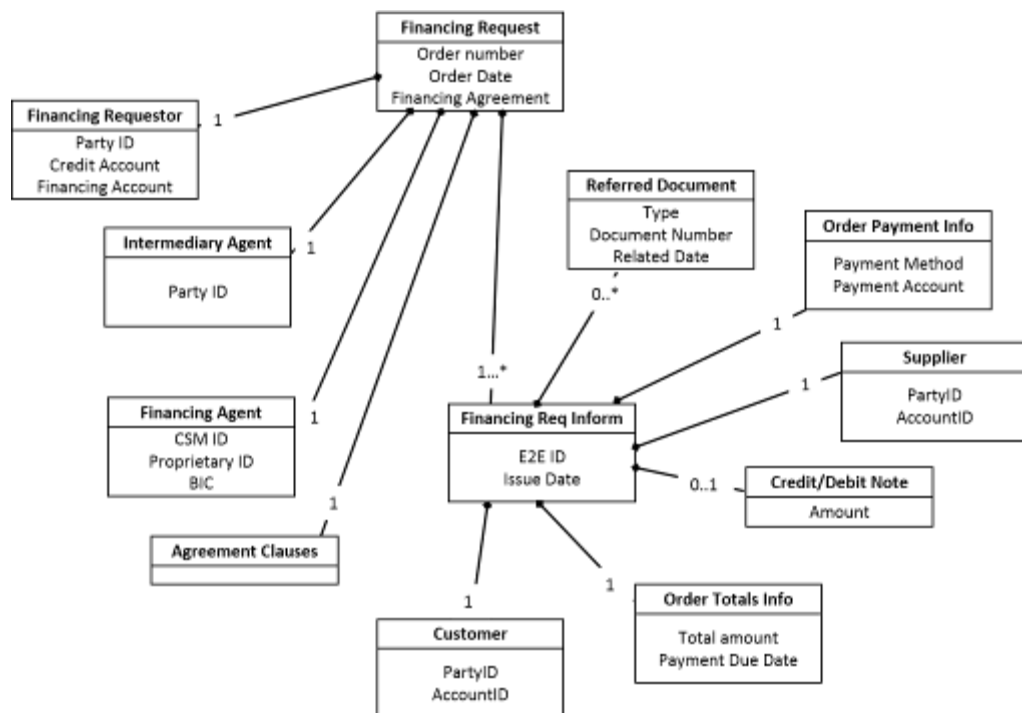 Financing Request
Order number
Order Date
Financing Agreement
Financing Requestor
Party ID
Credit Account
Financing Account
1
Intermediary Agent
Party ID
1
Referred Document
Type
Document Number
Related Date
0..*
Order Payment Info
Payment Method
Payment Account
1
Supplier
PartyID
AccountID
1
1...*
Financing Req Inform
E2E ID
Issue Date
Financing Agent
CSM ID
Proprietary ID
BIC
1
Credit/Debit Note
Amount
0..1
Agreement Clauses
1
Order Totals Info
Total amount
Payment Due Date
1
Customer
PartyID
AccountID
1